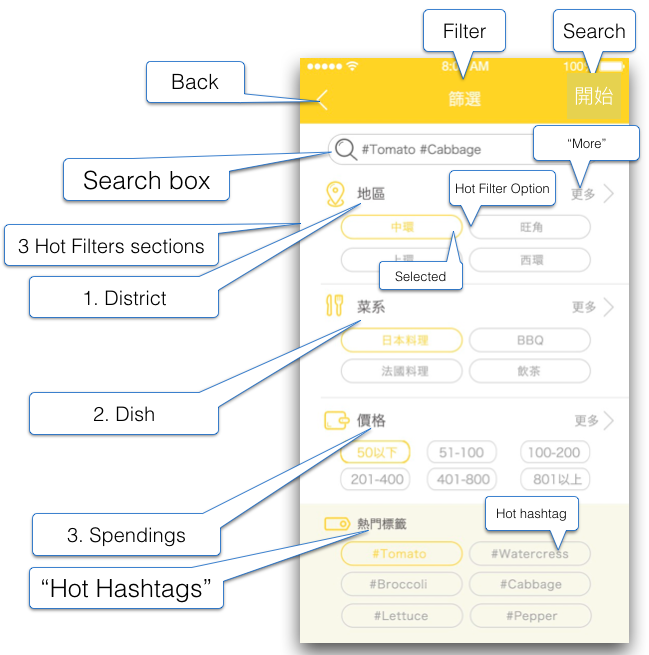 Filter
Search
Back
8:0 AM
100
篩選
開始
#Tomato #Cabbage
Search box
“More”
地區
更多
Hot Filter Option
中環
旺角
3 Hot Filters sections
上環
西環
Selected
1. District
菜系
更多
日本料理
BBQ
法國料理
飲茶
2. Dish
價格
更多
50以下
51-100
100-200
201-400
401-800
801以上
3. Spendings
Hot hashtag
熱門標籤
“Hot Hashtags”
#Tomato
#Watercress
#Broccoli
#Cabbage
#Lettuce
#Pepper